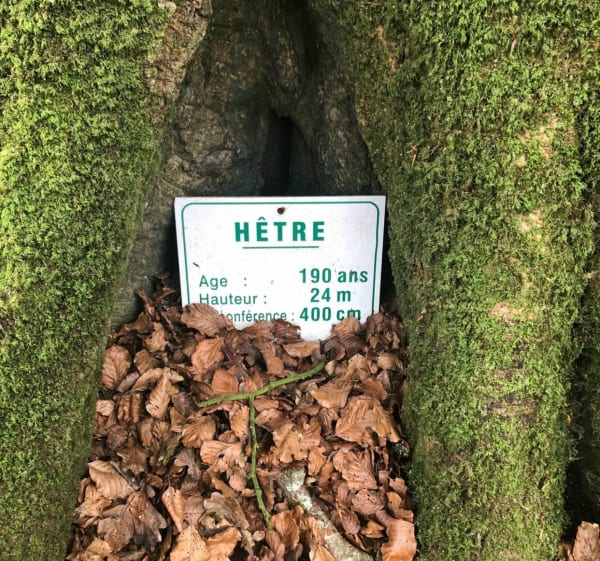 HÊTRE
Age : 190 ans
Hauteur : 24 m
onférence : 400 cm